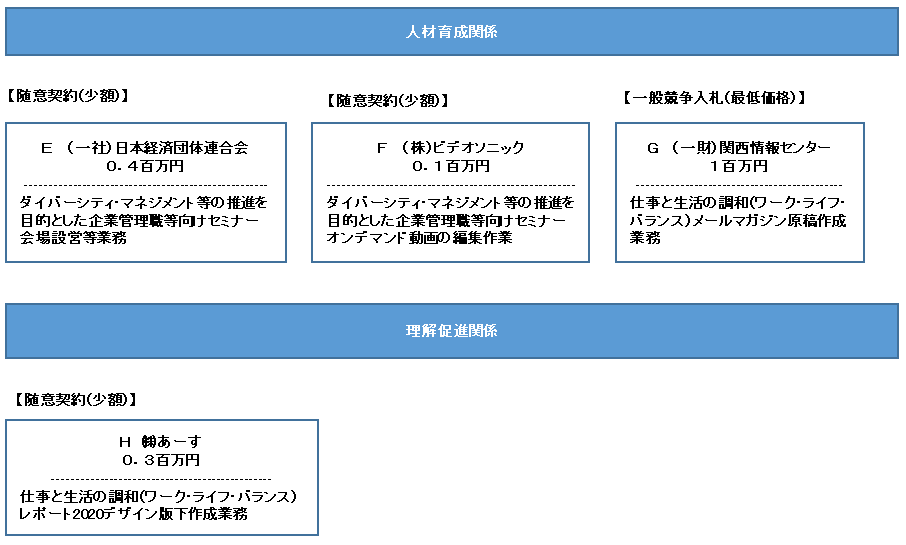 人材育成関係
【随意契約(少額)】
【随意契約(少額)】
【一般競争入札(最低価格)】
E （一社)日本経済団体連合会
０．４百万円
ダイバーシティ・マネジメント等の推進を
目的とした企業管理職等向けセミナー
会場設営等業務
F （株)ビデオソニック
０．１百万円
ダイバーシティ・マネジメント等の推進を
目的とした企業管理職等向けセミナー
オンデマンド動画の編集作業
G （一財)関西情報センター
１百万円
仕事と生活の調和(ワーク・ライフ・
バランス)メールマガジン原稿作成
業務
理解促進関係
【随意契約(少額)】
H ㈱あーす
０．３百万円
仕事と生活の調和(ワーク・ライフ・バランス)
レポート2020デザイン版下作成業務